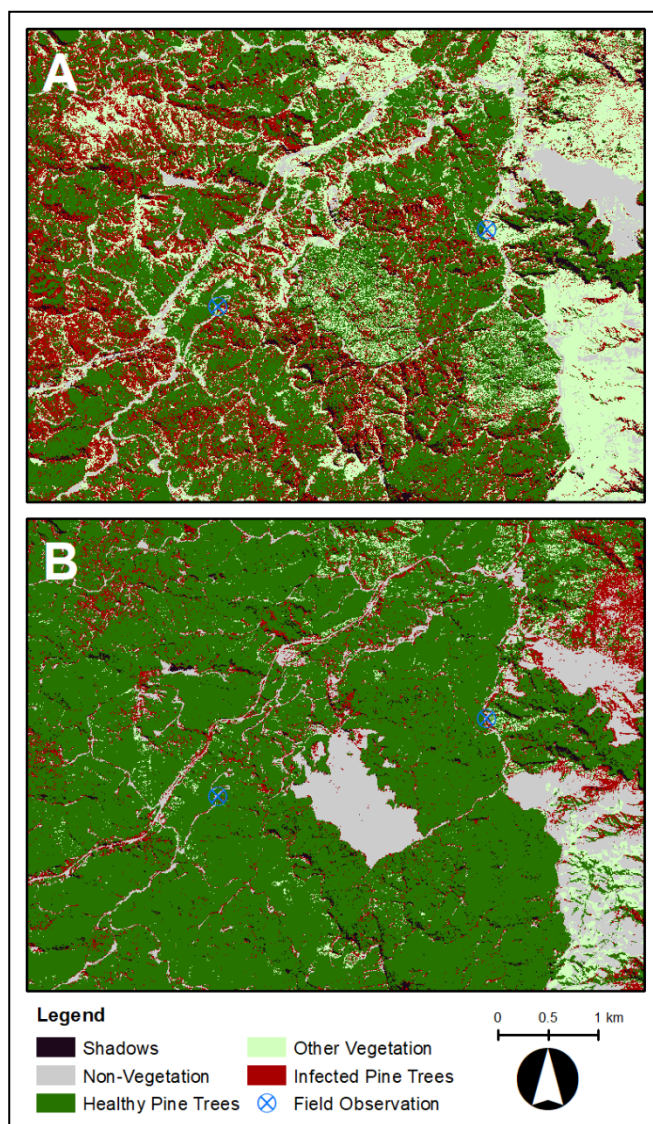 A
B
Legend
Shadows
Non-Vegetation
Healthy Pine Trees
Other Vegetation
Infected Pine Trees
Field Observation
0 0.5 1 km